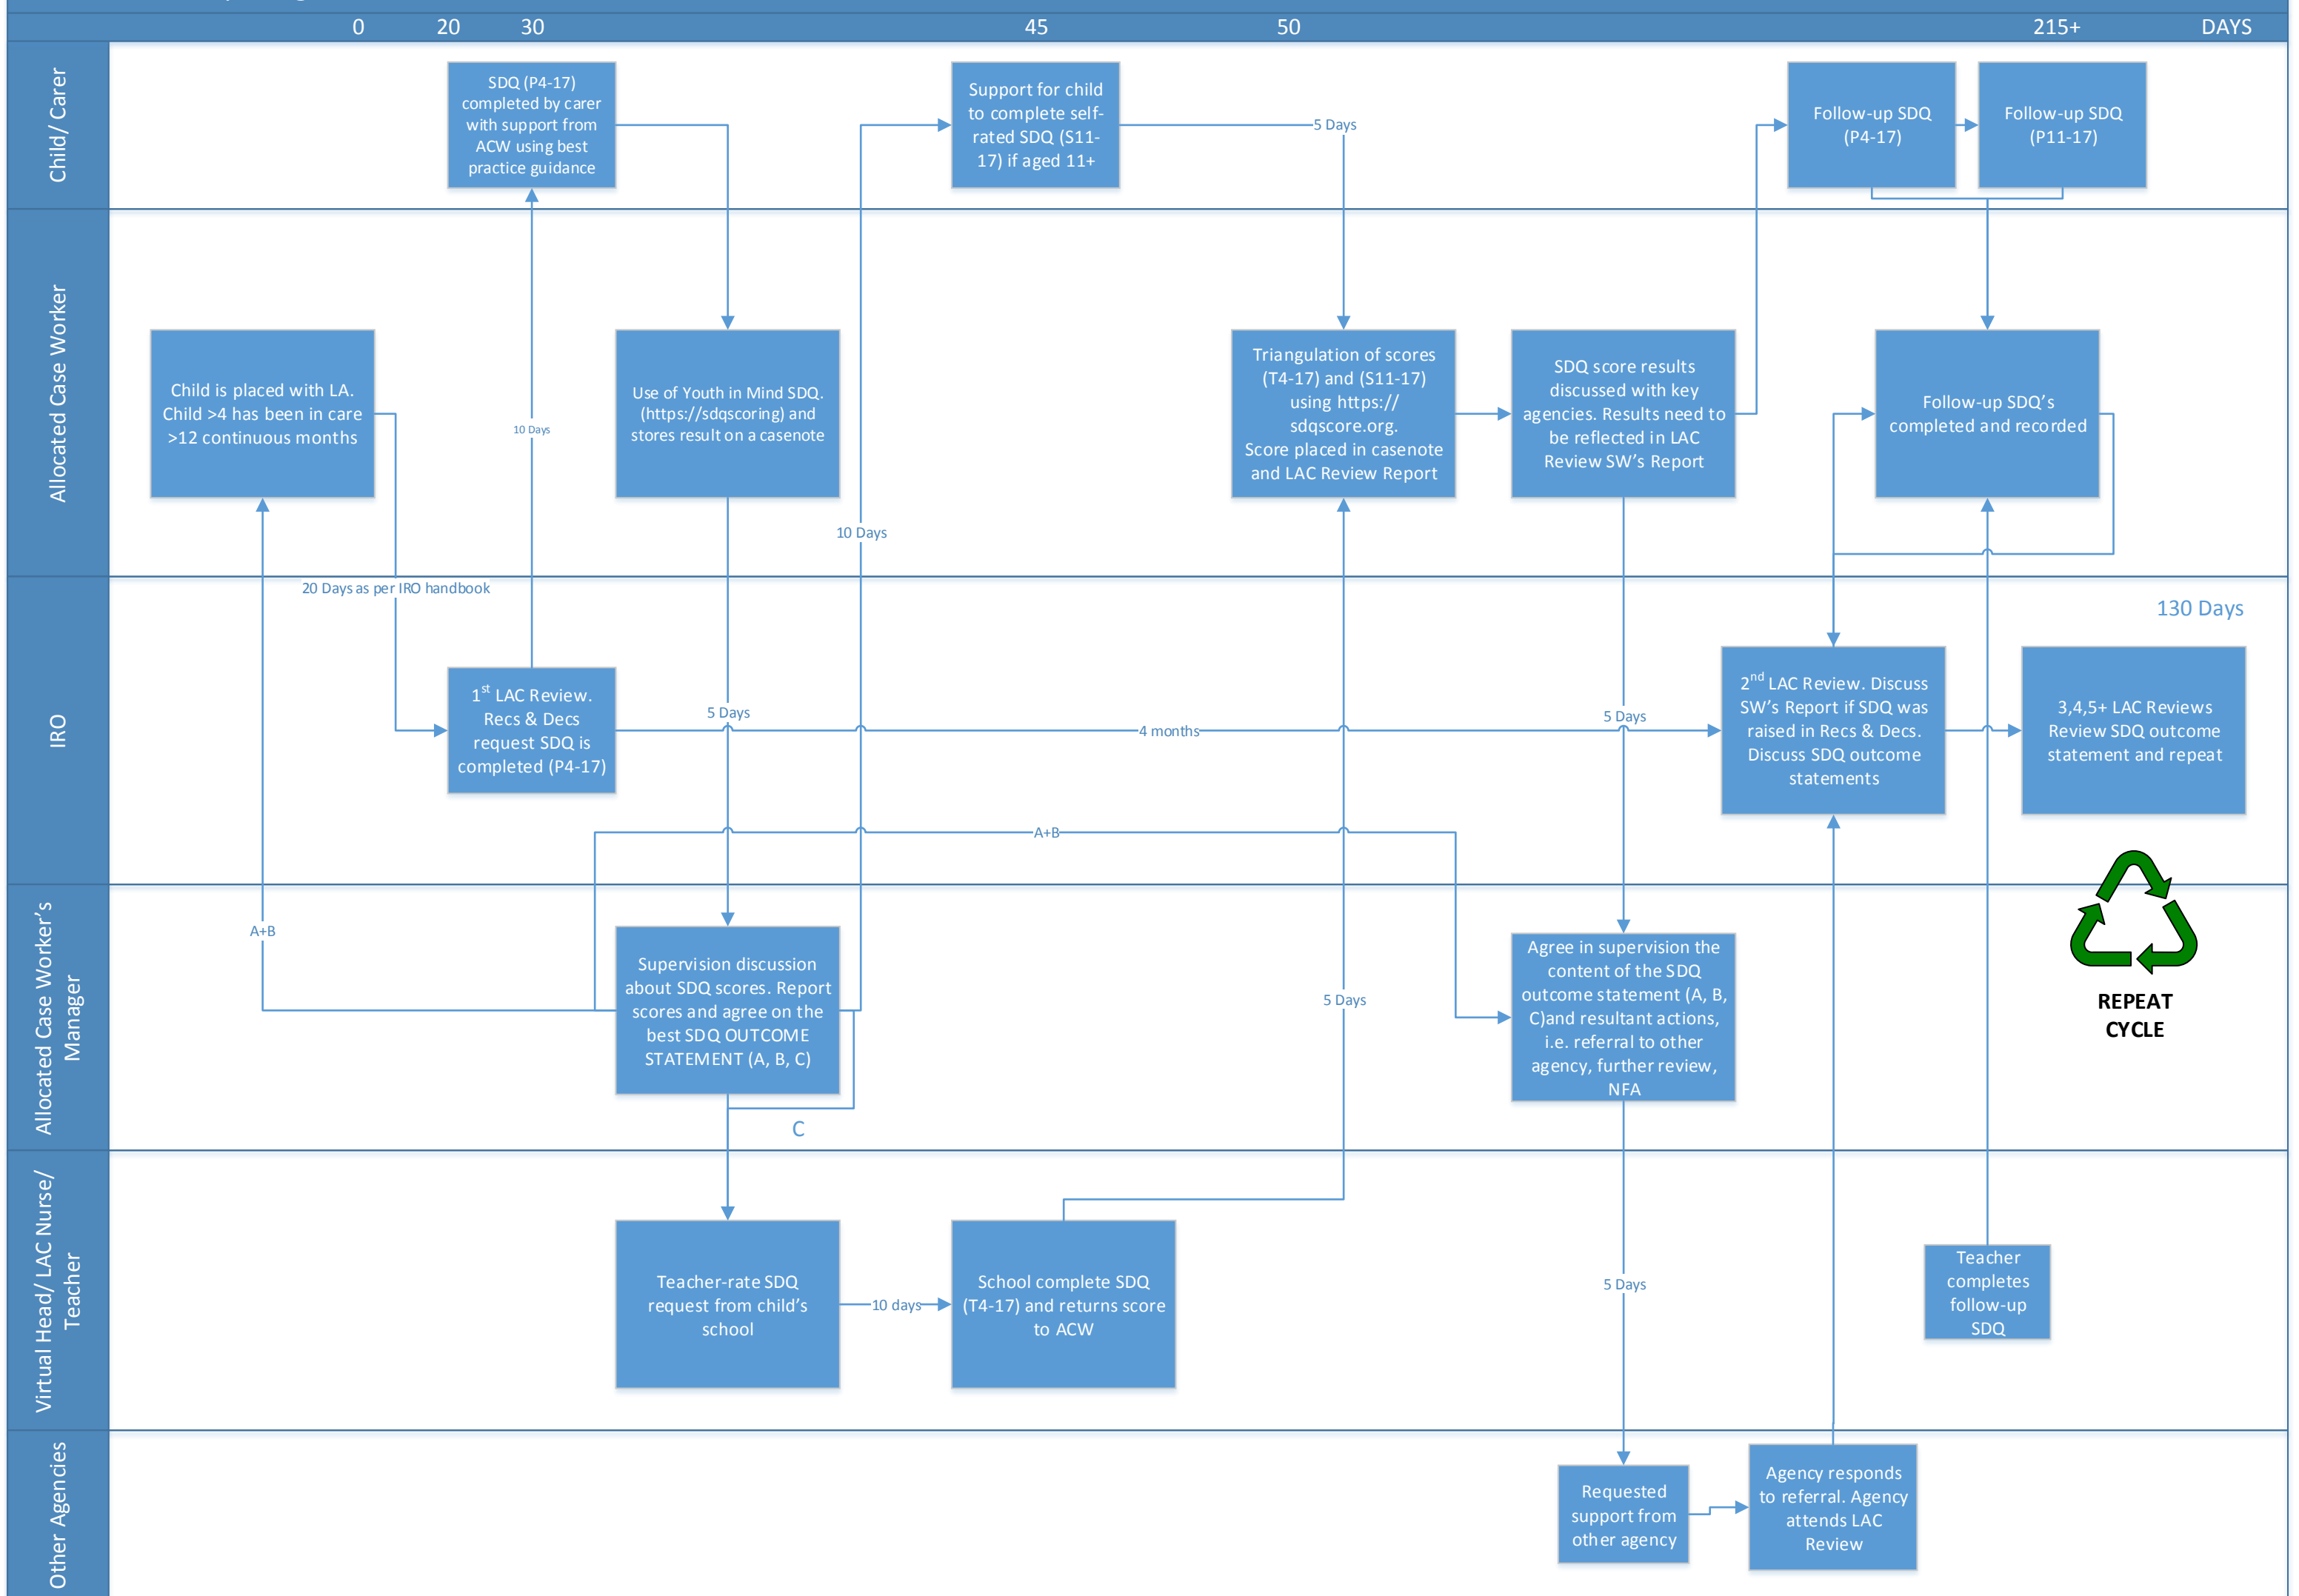 0 20 30 45 50 215+ DAYS
Child/ Carer
SDQ (P4-17)
completed by carer
with support from
ACW using best
practice guidance
Support for child
to complete self-
rated SDQ (S11-
17) if aged 11+
5 Days
Follow-up SDQ
(P4-17)
Follow-up SDQ
(P11-17)
Allocated Case Worker
Child is placed with LA.
Child >4 has been in care
>12 continuous months
10 Days
Use of Youth in Mind SDQ.
(https://sdqscoring) and
stores result on a casenote
10 Days
Triangulation of scores
(T4-17) and (S11-17)
using https://
sdqscore.org.
Score placed in casenote
and LAC Review Report
SDQ score results
discussed with key
agencies. Results need to
be reflected in LAC
Review SW's Report
Follow-up SDQ's
completed and recorded
IRO
20 Days as per IRO handbook
130 Days
1st LAC Review.
Recs & Decs
request SDQ is
completed (P4-17)
5 Days
4 months
5 Days
2nd LAC Review. Discuss
SW's Report if SDQ was
raised in Recs & Decs.
Discuss SDQ outcome
statements
3,4,5+ LAC Reviews
Review SDQ outcome
statement and repeat
A+B
Allocated Case Worker's
Manager
A+B
Supervision discussion
about SDQ scores. Report
scores and agree on the
best SDQ OUTCOME
STATEMENT (A, B, C)
C
5 Days
Agree in supervision the
content of the SDQ
outcome statement (A, B,
C)and resultant actions,
i.e. referral to other
agency, further review,
NFA
REPEAT
CYCLE
Virtual Head/ LAC Nurse/
Teacher
Teacher-rate SDQ
request from child's
school
10 days
School complete SDQ
(T4-17) and returns score
to ACW
5 Days
Teacher
completes
follow-up
SDQ
Other Agencies
Requested
support from
other agency
Agency responds
to referral. Agency
attends LAC
Review